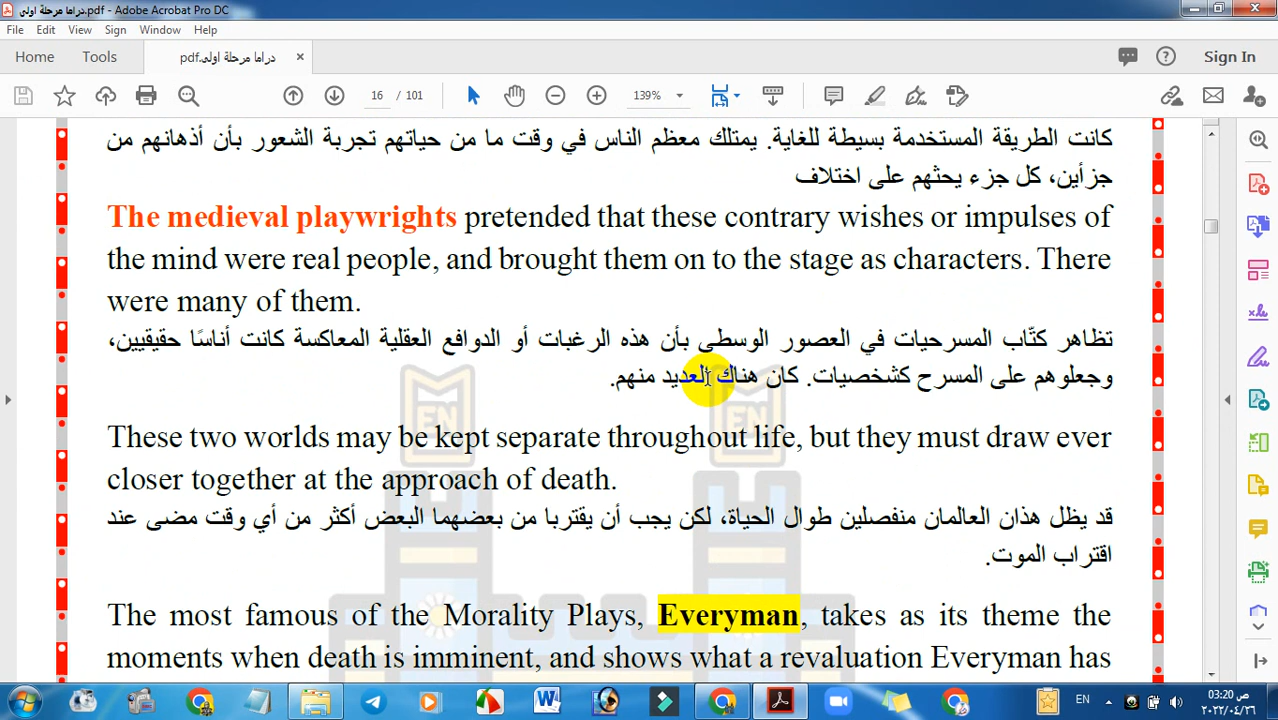 دراما مرحلة اولى.pdf - Adobe Acrobat Pro DC
File Edit View Sign Window Help
Home Tools دراما مرحلة اولى.pdf × Sign In
16 / 101 139%
كانت الطريقة المستخدمة بسيطة للغاية. يمتلك معظم الناس في وقت ما من حياتهم تجربة الشعور بأن أذهانهم من
جزأين، كل جزء يحثهم على اختلاف
The medieval playwrights pretended that these contrary wishes or impulses of
the mind were real people, and brought them on to the stage as characters. There
were many of them.
تظاهر كتّاب المسرحيات في العصور الوسطى بأن هذه الرغبات أو الدوافع العقلية المعاكسة كانت أناسًا حقيقيين،
وجعلوهم على المسرح كشخصيات. كان هناك العديد منهم.
EN EN
These two worlds may be kept separate throughout life, but they must draw ever
closer together at the approach of death.
قد يظل هذان العالمان منفصلين طوال الحياة، لكن يجب أن يقتربا من بعضهما البعض أكثر من أي وقت مضى عند
اقتراب الموت.
The most famous of the Morality Plays, Everyman, takes as its theme the
moments when death is imminent, and shows what a revaluation Everyman has
EN 03:20 ص
٢٠٢٢/٠٤/٢٦